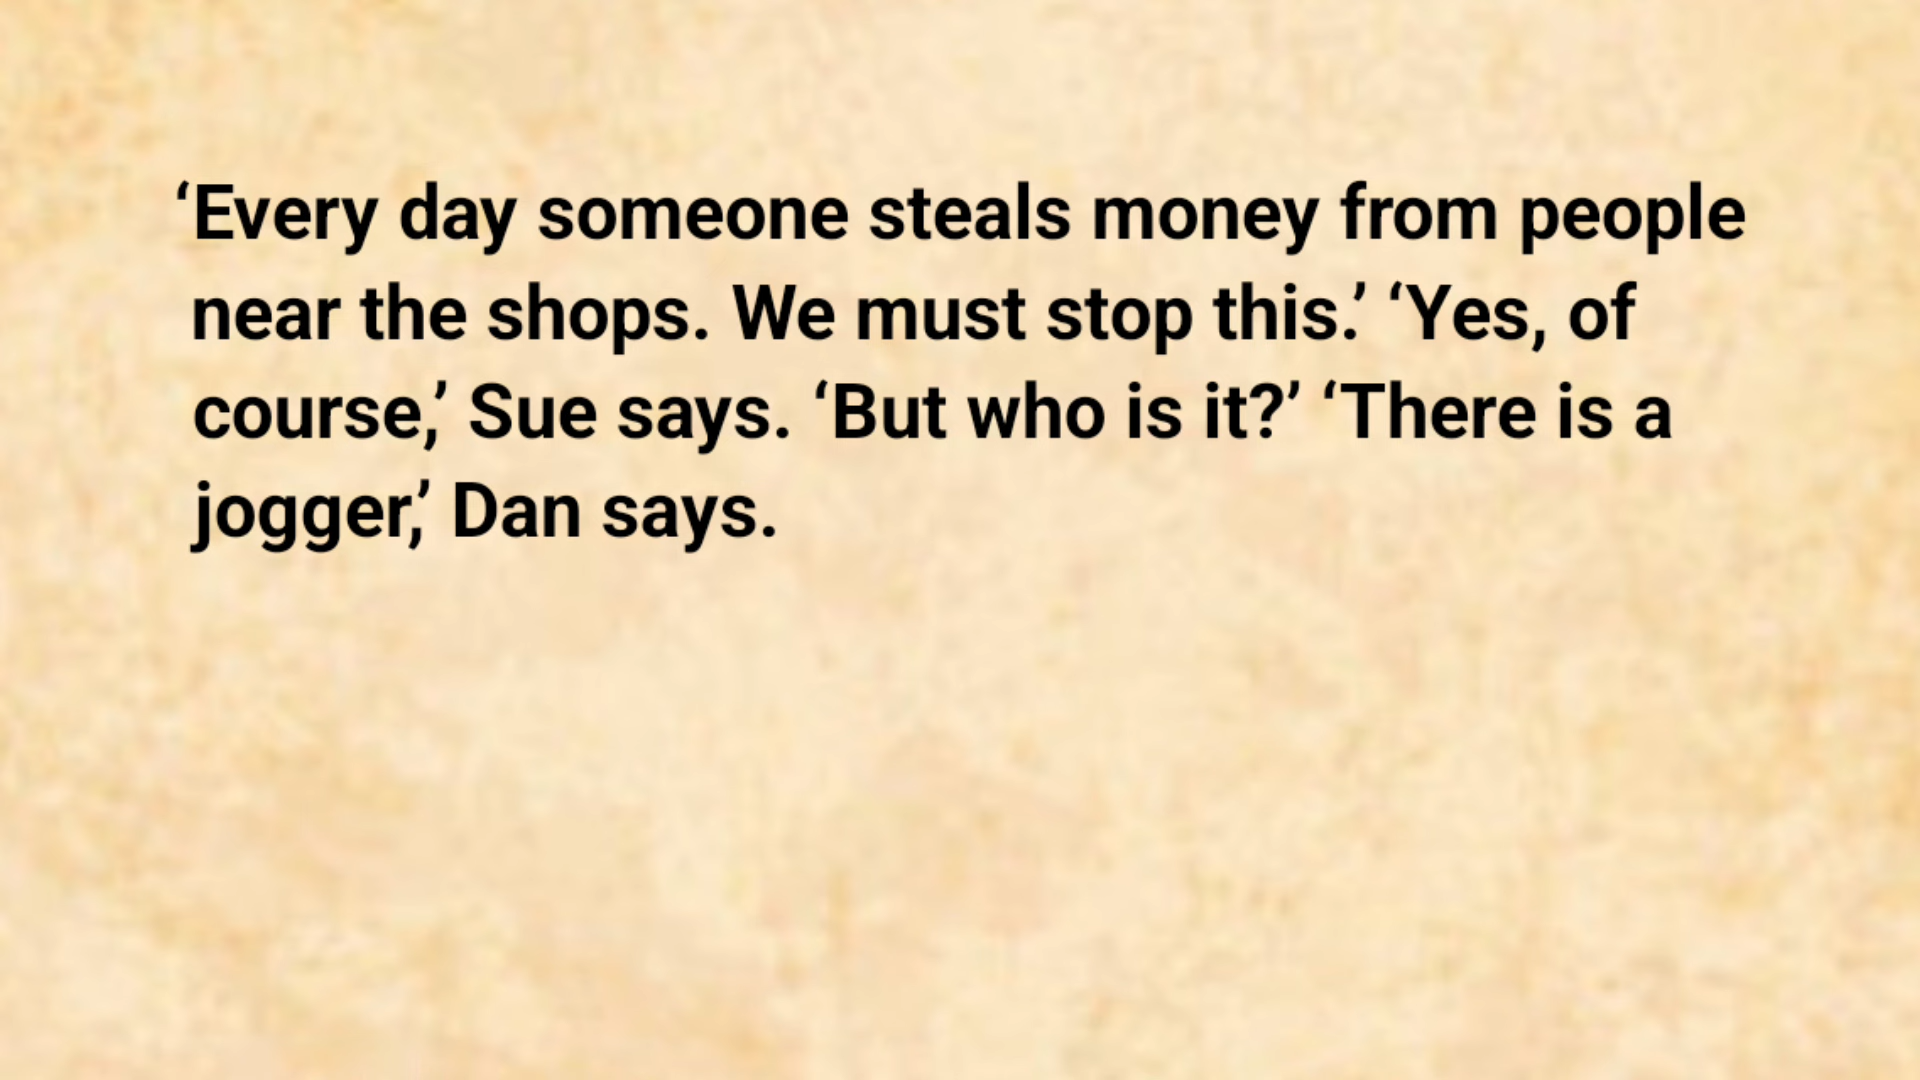 ‘Every day someone steals money from people
near the shops. We must stop this.’ ‘Yes, of
course,’ Sue says. ‘But who is it?’ ‘There is a
jogger,’ Dan says.